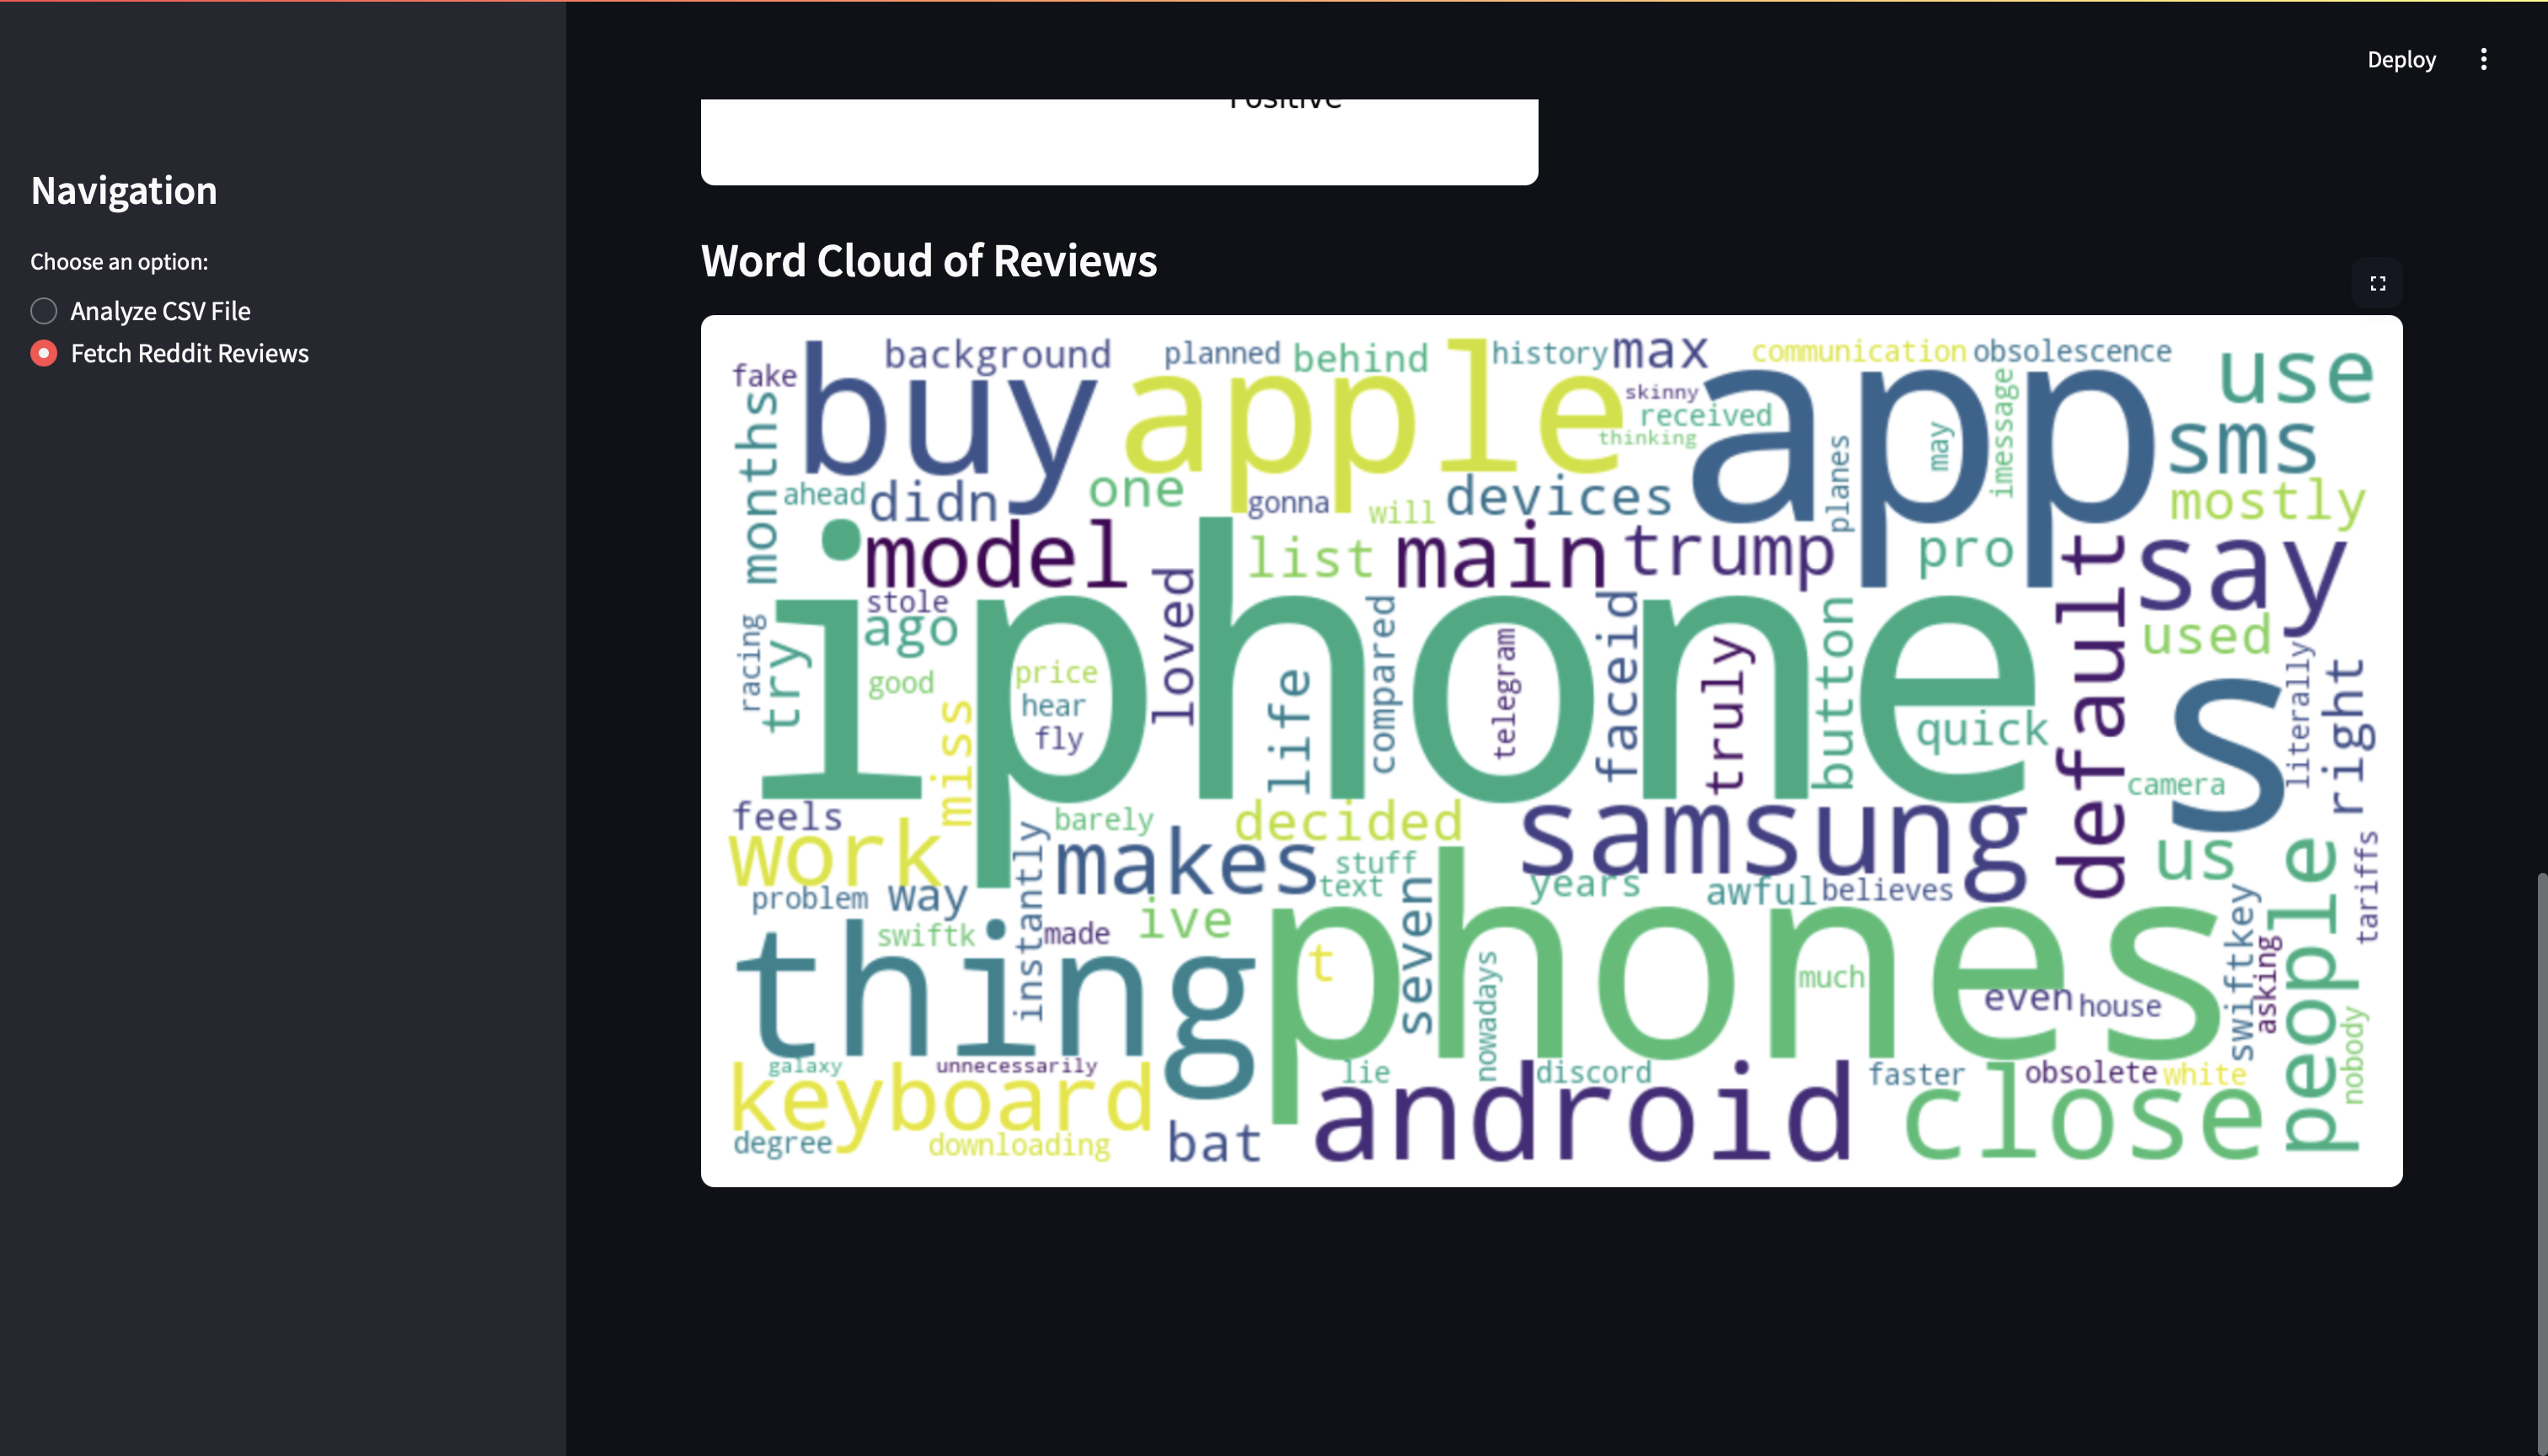 Deploy
Navigation
Choose an option:
Analyze CSV File
Fetch Reddit Reviews
Positive
Word Cloud of Reviews
fake
background
planned
behind
history
max
communication
obsolescence
use
buy
apple
app
skinny
received
thinking
months
imessage
may
planes
sms
ahead
didn
one
gonna
will
devices
mostly
model
list
main
trump
pro
say
iphone
stole
ago
loved
racing
try
good
price
hear
fly
miss
life
compared
telegram
faceid
truly
button
quick
default
used
s
literally
right
camera
feels
work
barely
decided
samsung
us
makes
stuff
text
years
awful
believes
tariffs
problem
way
instantly
swiftk
made
ive
seven
people
thing
phones
t
nowadays
much
even
house
swiftkey
asking
nobody
galaxy
unnecessarily
lie
discord
faster
obsolete
white
keyboard
android
close
degree
downloading
bat